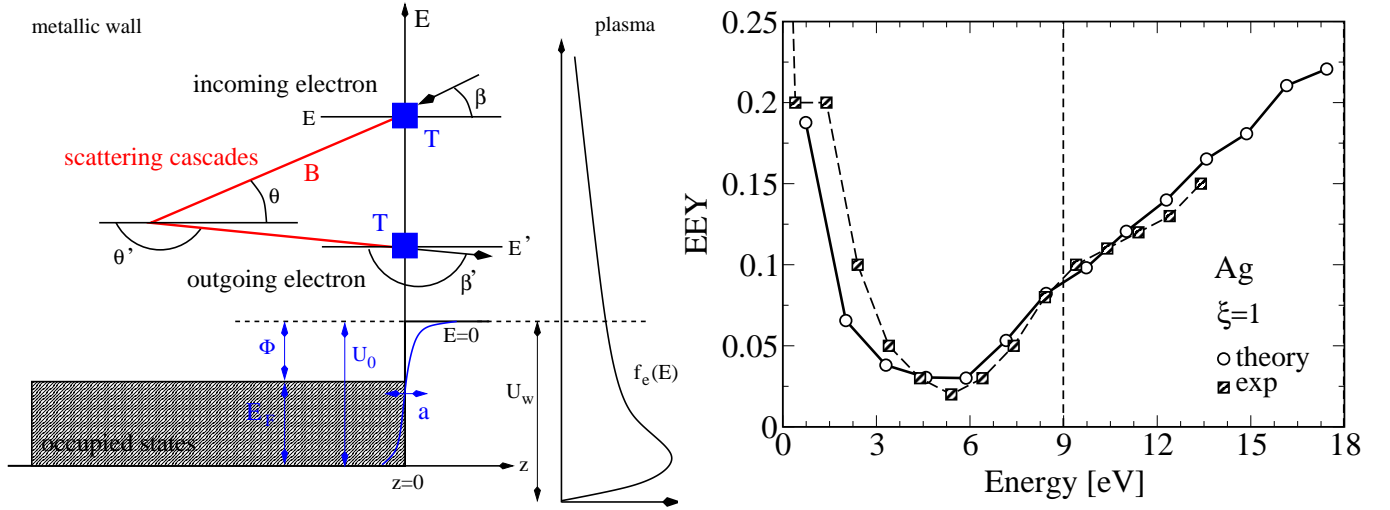 metallic wall
E
plasma
incoming electron
β
E
T
scattering cascades
B
θ
T
θ’
E’
outgoing electron
β’
E=0
Φ
U0
Uw
fe(E)
EF
a
occupied states
z
z=0
0.25
0.2
0.15
0.1
0.05
0
EEY
Ag
ξ=1
theory
exp
0 3 6 9 12 15 18
Energy [eV]